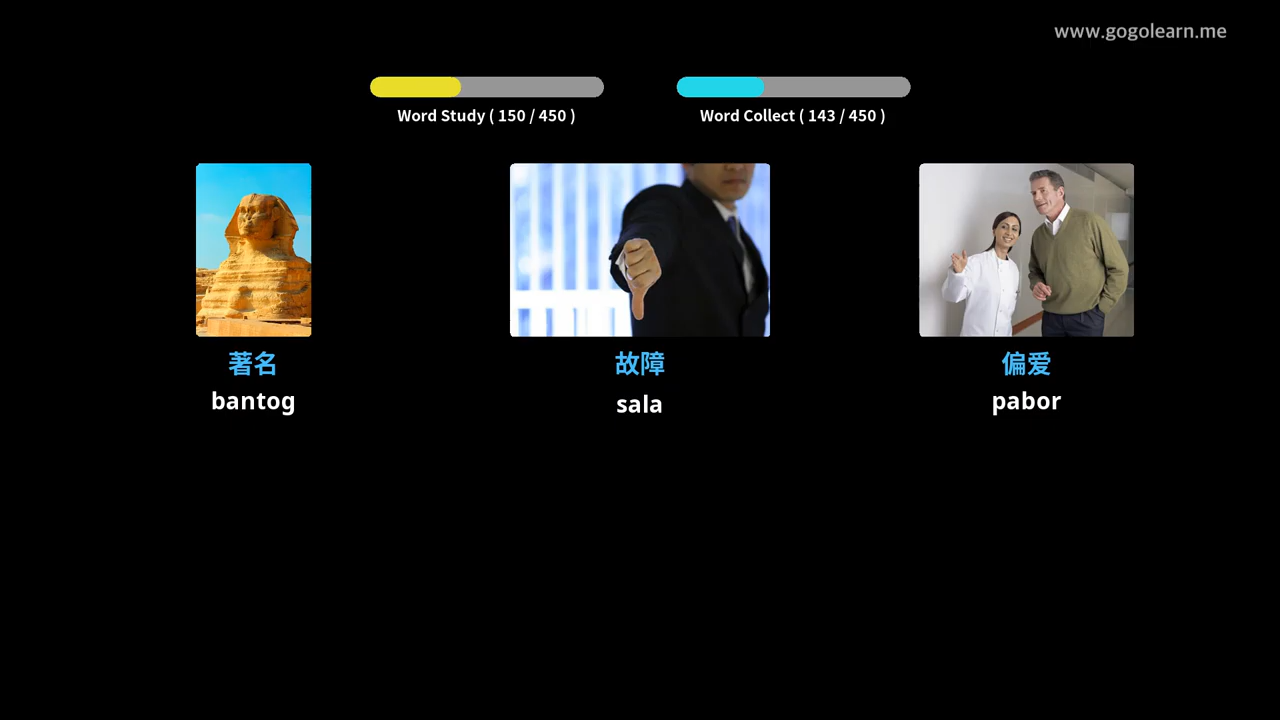 www.gogolearn.me
Word Study ( 150 / 450 )
Word Collect ( 143 / 450 )
著名
bantog
故障
sala
偏爱
pabor